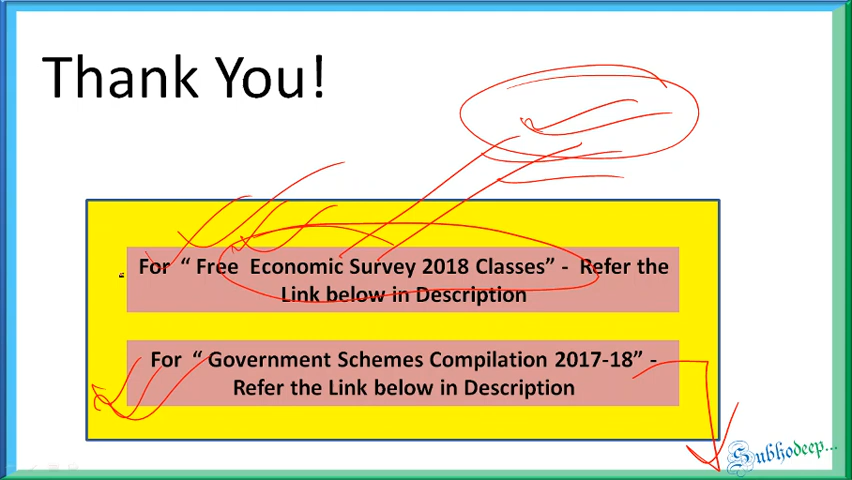 Thank You!
For “ Free Economic Survey 2018 Classes” - Refer the
Link below in Description
For “ Government Schemes Compilation 2017-18” -
Refer the Link below in Description
Subhodeep...